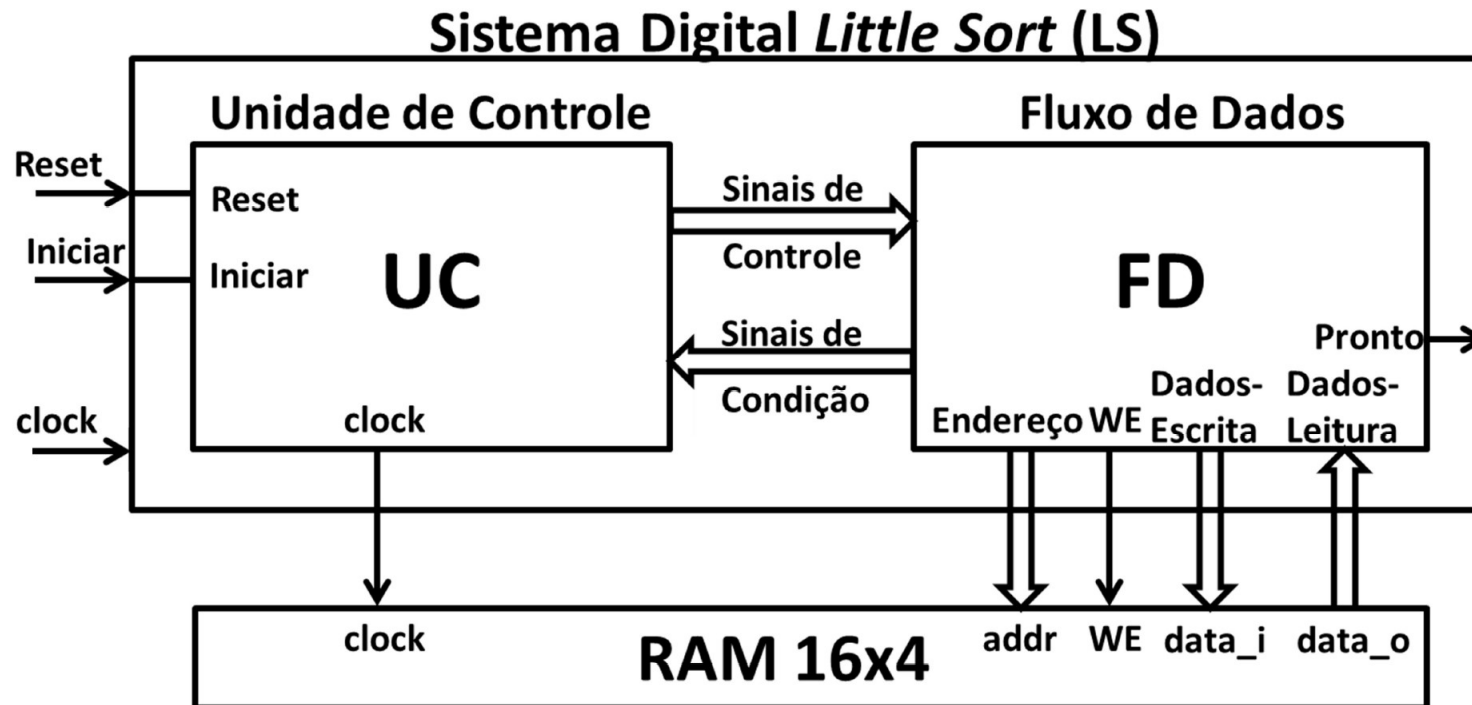 Sistema Digital Little Sort (LS)
Unidade de Controle
Fluxo de Dados
Reset
Iniciar
clock
Reset
Iniciar
UC
clock
Sinais de
Controle
Sinais de
Condição
FD
Pronto
Endereço WE Dados-Escrita Dados-Leitura
clock
addr WE data_i data_o
RAM 16x4